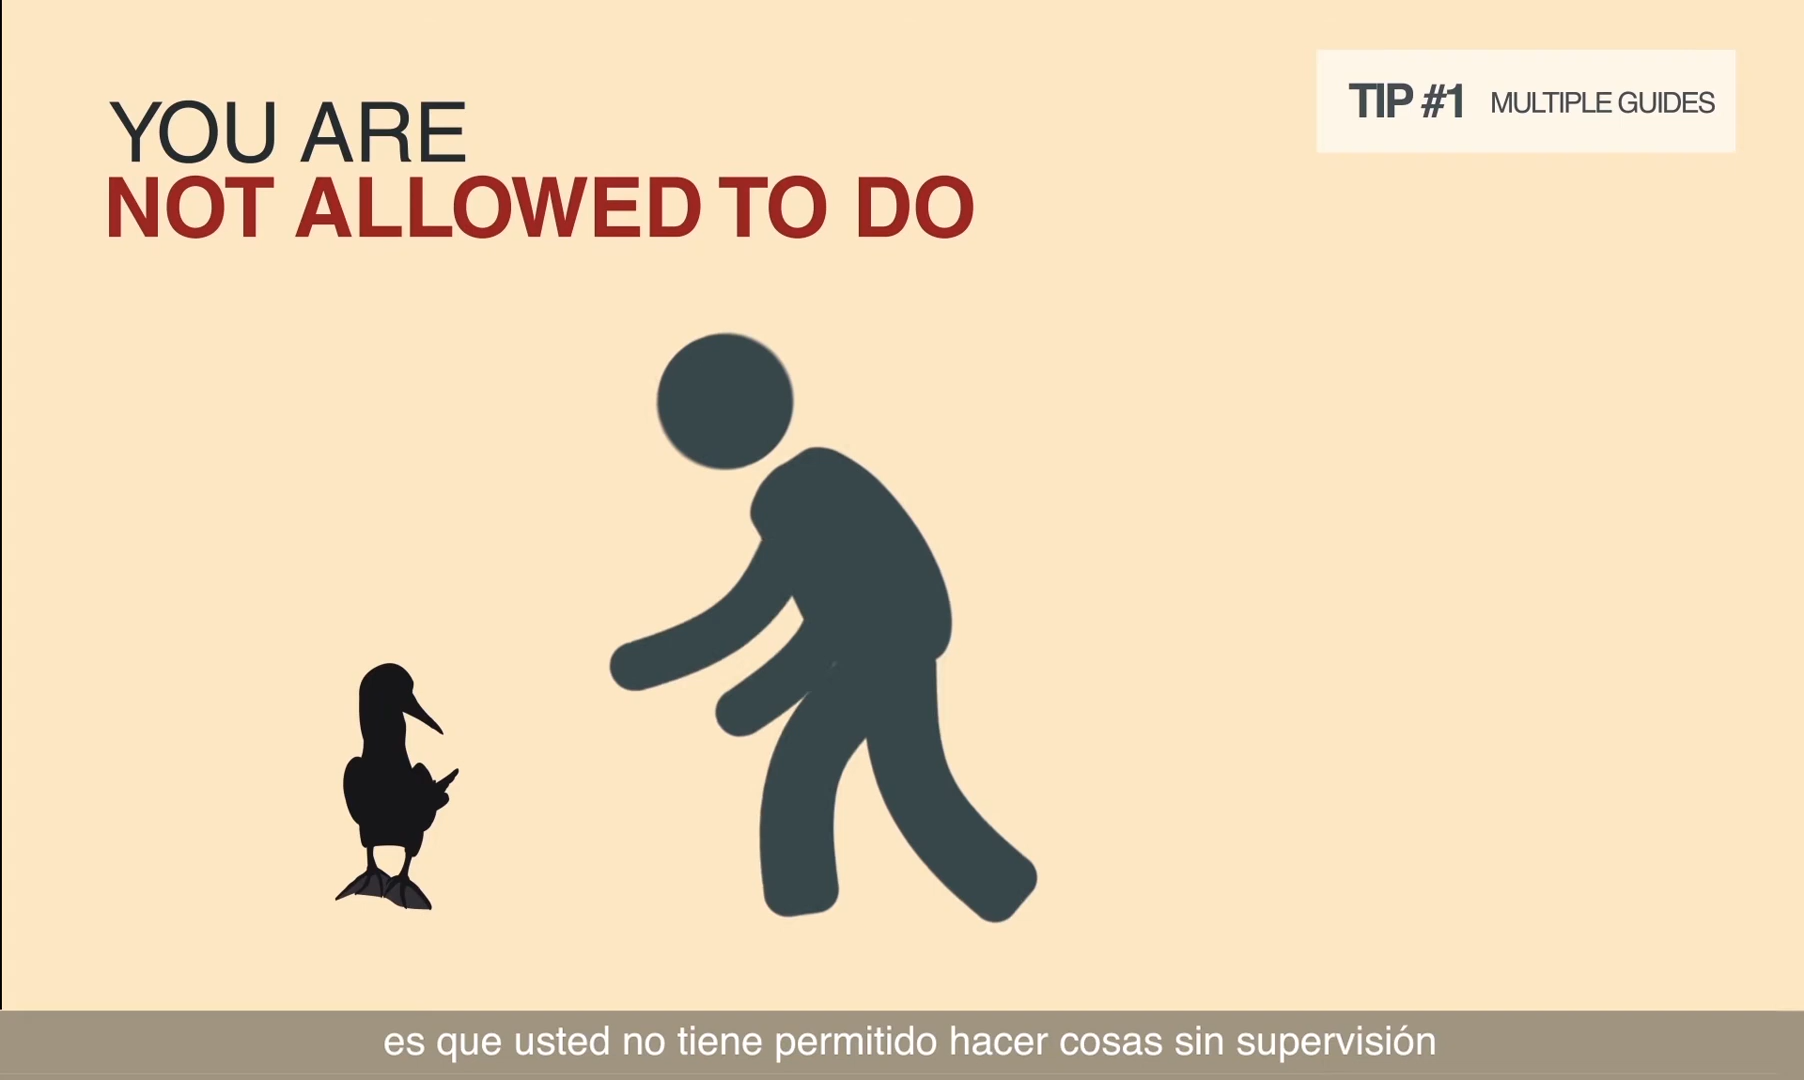 YOU ARE
NOT ALLOWED TO DO
TIP #1 MULTIPLE GUIDES
es que usted no tiene permitido hacer cosas sin supervisión